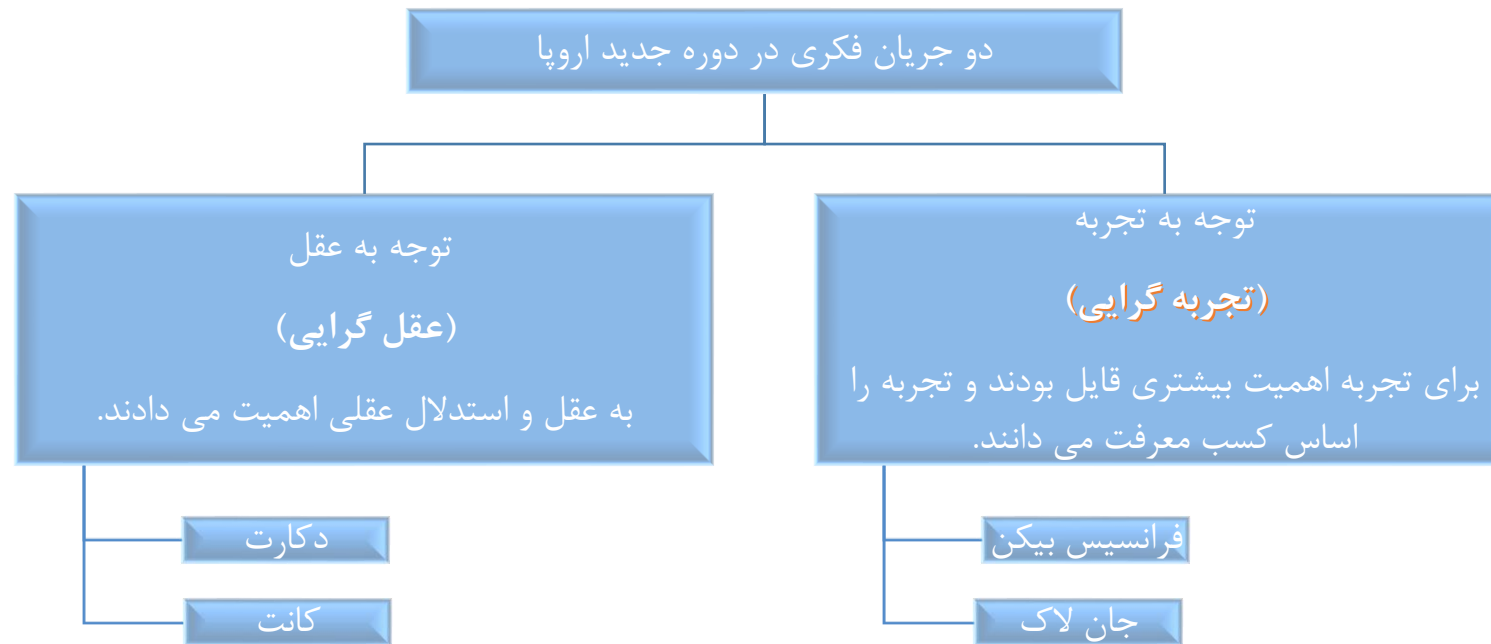 دو جریان فکری در دوره جدید اروپا
توجه به تجربه
(تجربه گرایی)
برای تجربه اهمیت بیشتری قایل بودند و تجربه را
اساس کسب معرفت می دانند.
فرانسیس بیکن
جان لاک
توجه به عقل
(عقل گرایی)
به عقل و استدلال عقلی اهمیت می دادند.
دکارت
کانت